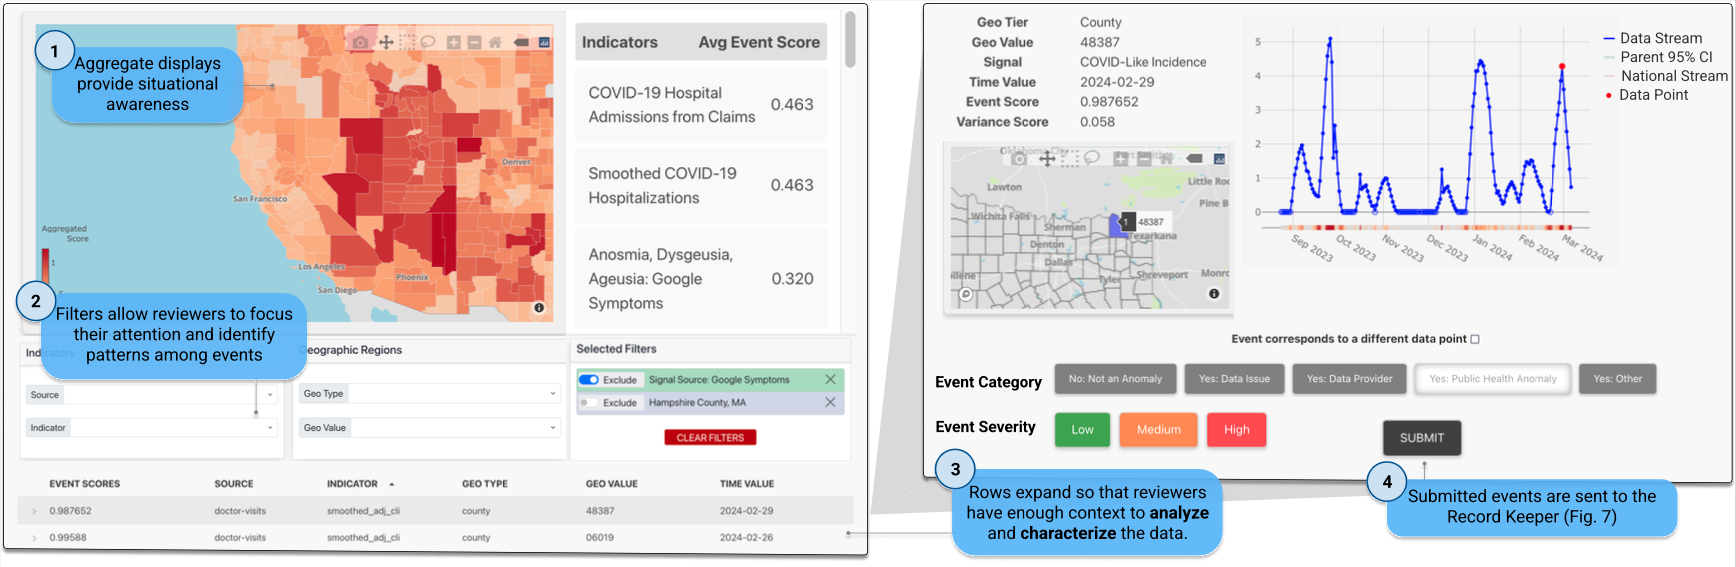 1
Aggregate displays
provide situational
awareness
San Francisco
Denver
Los Angeles
San Diego
Phoenix
Aggregated
Score
1
Indicators Avg Event Score
COVID-19 Hospital
Admissions from Claims 0.463
Smoothed COVID-19
Hospitalizations 0.463
Anosmia, Dysgeusia,
Ageusia: Google
Symptoms 0.320
2
Filters allow reviewers to focus
their attention and identify
patterns among events
Geographic Regions
Selected Filters
Source
Indicator
Geo Type
Geo Value
Exclude Signal Source: Google Symptoms
Exclude Hampshire County, MA
CLEAR FILTERS
EVENT SCORES SOURCE INDICATOR GEO TYPE GEO VALUE TIME VALUE
0.987652 doctor-visits smoothed_adj_cli county 48387 2024-02-29
0.99588 doctor-visits smoothed_adj_cli county 06019 2024-02-26
Geo Tier County
Geo Value 48387
Signal COVID-Like Incidence
Time Value 2024-02-29
Event Score 0.987652
Variance Score 0.058
Lawton
Wichita Falls
Sherman
Denton
Dallas
Tyler
Shreveport
Texarkana
1 48387
5
4
3
2
1
0
Sep 2023
Oct 2023
Nov 2023
Dec 2023
Jan 2024
Feb 2024
Mar 2024
Data Stream
Parent 95% CI
National Stream
Data Point
Event corresponds to a different data point
Event Category No: Not an Anomaly Yes: Data Issue Yes: Data Provider Yes: Public Health Anomaly Yes: Other
Event Severity Low Medium High
SUBMIT
3
Rows expand so that reviewers
have enough context to analyze
and characterize the data.
4
Submitted events are sent to the
Record Keeper (Fig. 7)